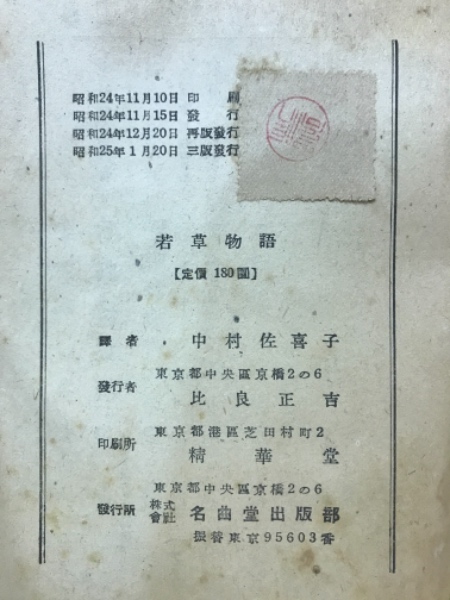 昭和24年11月10日 印刷
昭和24年11月15日 發行
昭和24年12月20日 再版發行
昭和25年1月20日 三版發行
若草物語
【定價 180圓】
譯者 中村佐喜子
東京都中央區京橋2の6
發行者 比良正吉
東京都港區芝田村町2
印刷所 精華堂
東京都中央區京橋2の6
發行所 株式會社 名曲堂出版部
振替東京95603番